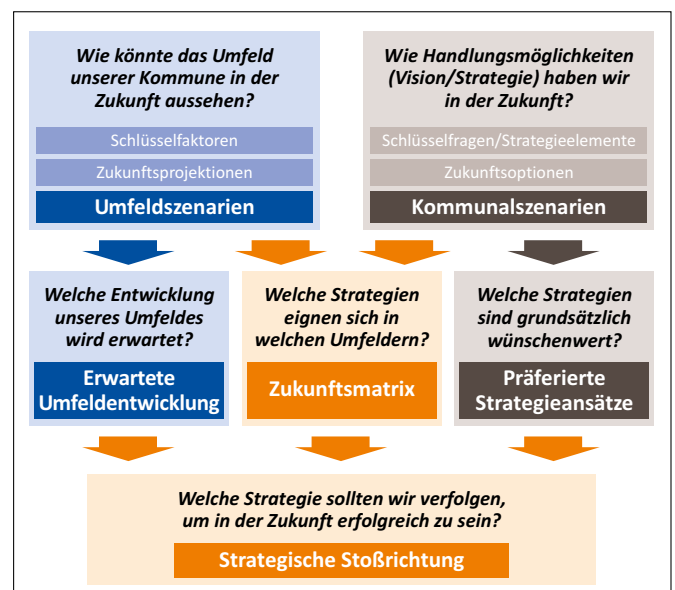 Wie könnte das Umfeld
unserer Kommune in der
Zukunft aussehen?
Schlüsselfaktoren
Zukunftsprojektionen
Umfeldszenarien
Wie Handlungsmöglichkeiten
(Vision/Strategie) haben wir
in der Zukunft?
Schlüsselfragen/Strategieelemente
Zukunftsoptionen
Kommunalszenarien
Welche Entwicklung
unseres Umfeldes
wird erwartet?
Erwartete
Umfeldentwicklung
Welche Strategien
eignen sich in
welchen Umfeldern?
Zukunftsmatrix
Welche Strategien
sind grundsätzlich
wünschenwert?
Präferierte
Strategieansätze
Welche Strategie sollten wir verfolgen,
um in der Zukunft erfolgreich zu sein?
Strategische Stoßrichtung